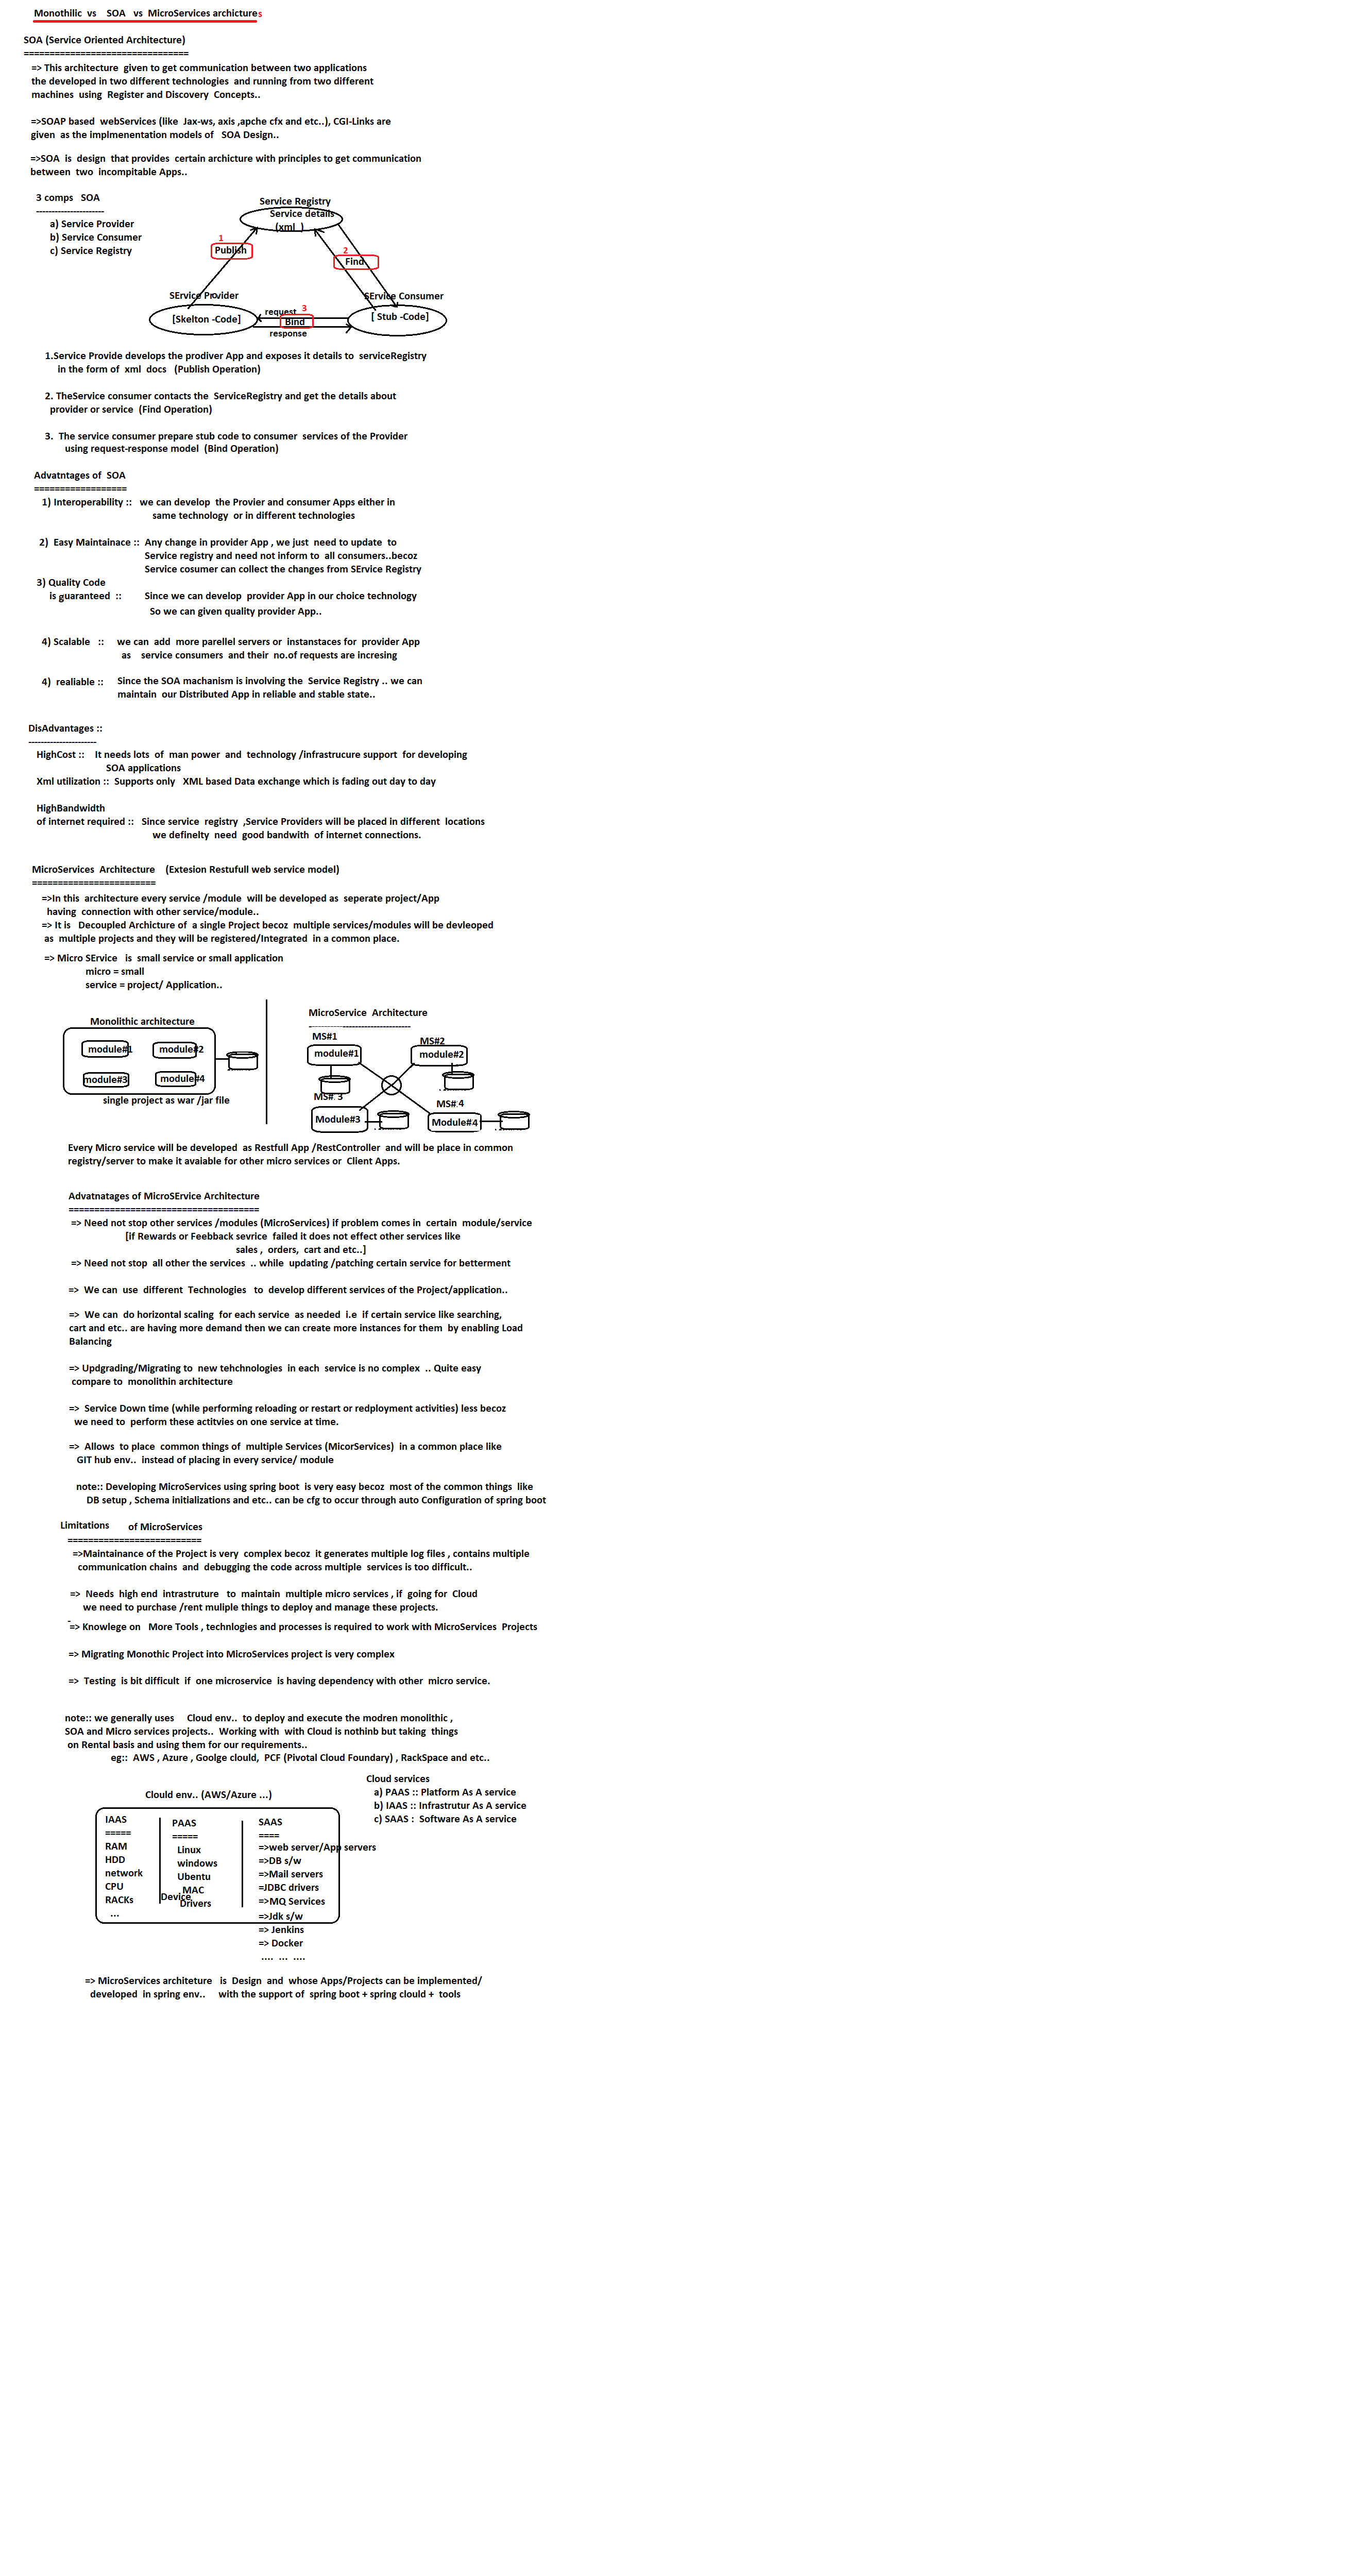 Monothilic vs SOA vs MicroServices archictures
SOA (Service Oriented Architecture)
================================
=> This architecture given to get communication between two applications
the developed in two different technologies and running from two different
machines using Register and Discovery Concepts..
=>SOAP based webServices (like Jax-ws, axis ,apche cfx and etc..), CGI-Links are
given as the implmenentation models of SOA Design..
=>SOA is design that provides certain archicture with principles to get communication
between two incompitable Apps..
3 comps SOA
----------------------
a) Service Provider
b) Service Consumer
c) Service Registry
Service Registry
Service details
(xml )
1
Publish
2
Find
SErvice Provider
SErvice Consumer
[Skelton -Code]
request 3
Bind
response
[ Stub -Code]
1.Service Provide develops the prodiver App and exposes it details to serviceRegistry
in the form of xml docs (Publish Operation)
2. TheService consumer contacts the ServiceRegistry and get the details about
provider or service (Find Operation)
3. The service consumer prepare stub code to consumer services of the Provider
using request-response model (Bind Operation)
Advatntages of SOA
==================
1) Interoperability :: we can develop the Provier and consumer Apps either in
same technology or in different technologies
2) Easy Maintainace :: Any change in provider App , we just need to update to
Service registry and need not inform to all consumers..becoz
Service cosumer can collect the changes from SErvice Registry
3) Quality Code
is guaranteed :: Since we can develop provider App in our choice technology
So we can given quality provider App..
4) Scalable :: we can add more parellel servers or instanstaces for provider App
as service consumers and their no.of requests are incresing
4) realiable :: Since the SOA machanism is involving the Service Registry .. we can
maintain our Distributed App in reliable and stable state..
DisAdvantages ::
----------------------
HighCost :: It needs lots of man power and technology /infrastrucure support for developing
SOA applications
Xml utilization :: Supports only XML based Data exchange which is fading out day to day
HighBandwidth
of internet required :: Since service registry ,Service Providers will be placed in different locations
we definelty need good bandwith of internet connections.
MicroServices Architecture (Extesion Restufull web service model)
========================
=>In this architecture every service /module will be developed as seperate project/App
having connection with other service/module..
=> It is Decoupled Archicture of a single Project becoz multiple services/modules will be devleoped
as multiple projects and they will be registered/Integrated in a common place.
=> Micro SErvice is small service or small application
micro = small
service = project/ Application..
Monolithic architecture
module#1 module#2
module#3 module#4
single project as war /jar file
MicroService Architecture
---------------------------------
MS#1
module#1
MS#2
module#2
MS#. 3
Module#3
MS#.4
Module#4
Every Micro service will be developed as Restfull App /RestController and will be place in common
registry/server to make it avaiable for other micro services or Client Apps.
Advatnatages of MicroSErvice Architecture
=====================================
=> Need not stop other services /modules (MicroServices) if problem comes in certain module/service
[if Rewards or Feebback sevrice failed it does not effect other services like
sales , orders, cart and etc..]
=> Need not stop all other the services .. while updating /patching certain service for betterment
=> We can use different Technologies to develop different services of the Project/application..
=> We can do horizontal scaling for each service as needed i.e if certain service like searching,
cart and etc.. are having more demand then we can create more instances for them by enabling Load
Balancing
=> Updgrading/Migrating to new tehchnologies in each service is no complex .. Quite easy
compare to monolithin architecture
=> Service Down time (while performing reloading or restart or redployment activities) less becoz
we need to perform these actitvies on one service at time.
=> Allows to place common things of multiple Services (MicorServices) in a common place like
GIT hub env.. instead of placing in every service/ module
note:: Developing MicroServices using spring boot is very easy becoz most of the common things like
DB setup , Schema initializations and etc.. can be cfg to occur through auto Configuration of spring boot
Limitations of MicroServices
==========================
=>Maintainance of the Project is very complex becoz it generates multiple log files , contains multiple
communication chains and debugging the code across multiple services is too difficult..
=> Needs high end intrastruture to maintain multiple micro services , if going for Cloud
we need to purchase /rent muliple things to deploy and manage these projects.
=> Knowlege on More Tools , technlogies and processes is required to work with MicroServices Projects
=> Migrating Monothic Project into MicroServices project is very complex
=> Testing is bit difficult if one microservice is having dependency with other micro service.
note:: we generally uses Cloud env.. to deploy and execute the modren monolithic ,
SOA and Micro services projects.. Working with with Cloud is nothinb but taking things
on Rental basis and using them for our requirements..
eg:: AWS , Azure , Goolge clould, PCF (Pivotal Cloud Foundary) , RackSpace and etc..
Cloud services
a) PAAS :: Platform As A service
b) IAAS :: Infrastrutur As A service
c) SAAS : Software As A service
Clould env.. (AWS/Azure ...)
IAAS
=====
RAM
HDD
network
CPU
RACKs
...
PAAS
=====
Linux
windows
Ubentu
MAC
Device
Drivers
SAAS
====
=>web server/App servers
=>DB s/w
=>Mail servers
=JDBC drivers
=>MQ Services
=>Jdk s/w
=> Jenkins
=> Docker
.... ... ....
=> MicroServices architeture is Design and whose Apps/Projects can be implemented/
developed in spring env.. with the support of spring boot + spring clould + tools